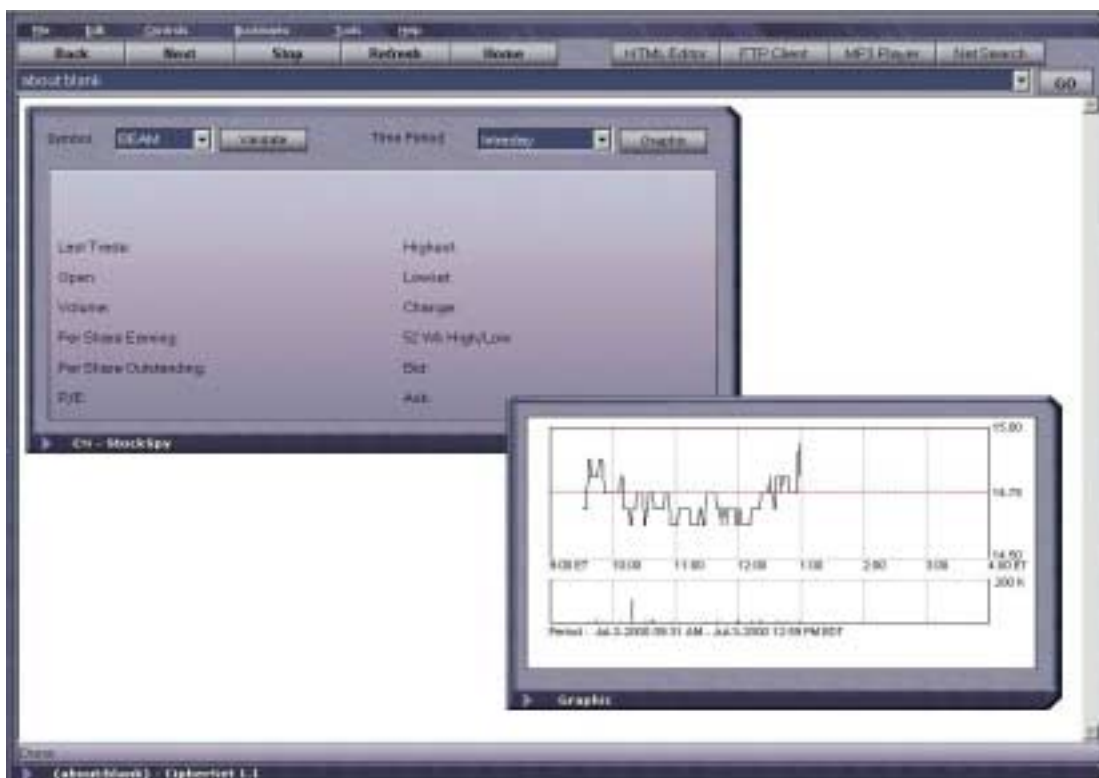 File Edit Controls Bookmarks Tools Help
Back Next Stop Refresh Home HTML Editor FTP Client MP3 Player Net Search
about:blank GO
Symbol: BEAM Validate Time Period: Intraday Graphic
Last Trade: Highest:
Open: Lowset:
Volume: Change:
Per Share Earning: 52 Wk High/Low:
Per Share Outstanding: Bid:
P/E: Ask:
CN - StockSpy
15.00
14.75
14.50
9:00 ET 10:00 11:00 12:00 1:00 2:00 3:00 4:00 ET
200 K
Period: Jul-3-2000 09:31 AM - Jul-3-2000 12:59 PM EDT
Graphic
Done
(about:blank) - CipherNet 1.1